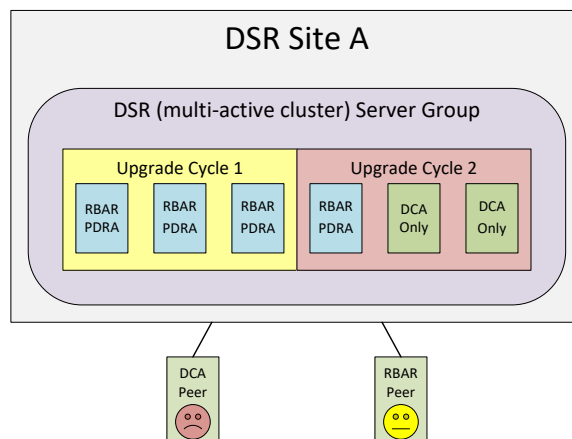 DSR Site A
DSR (multi-active cluster) Server Group
Upgrade Cycle 1
Upgrade Cycle 2
RBAR
PDRA
RBAR
PDRA
RBAR
PDRA
RBAR
PDRA
DCA
Only
DCA
Only
DCA
Peer
RBAR
Peer